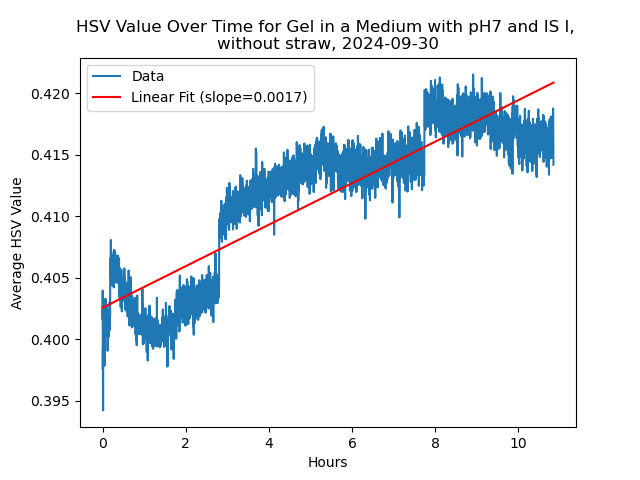 HSV Value Over Time for Gel in a Medium with pH7 and IS I,
without straw, 2024-09-30
Data
Linear Fit (slope=0.0017)
Average HSV Value
0.420
0.415
0.410
0.405
0.400
0.395
0 2 4 6 8 10
Hours